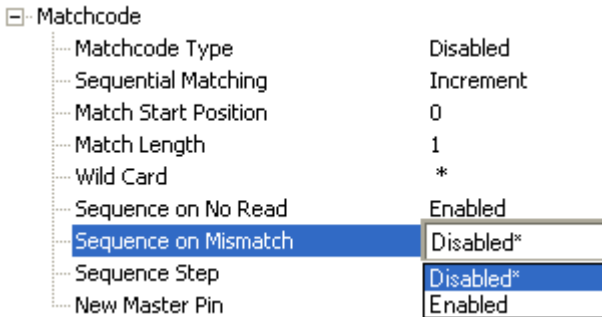 Matchcode
Matchcode Type Disabled
Sequential Matching Increment
Match Start Position 0
Match Length 1
Wild Card *
Sequence on No Read Enabled
Sequence on Mismatch Disabled*
Sequence Step Disabled*
New Master Pin Enabled